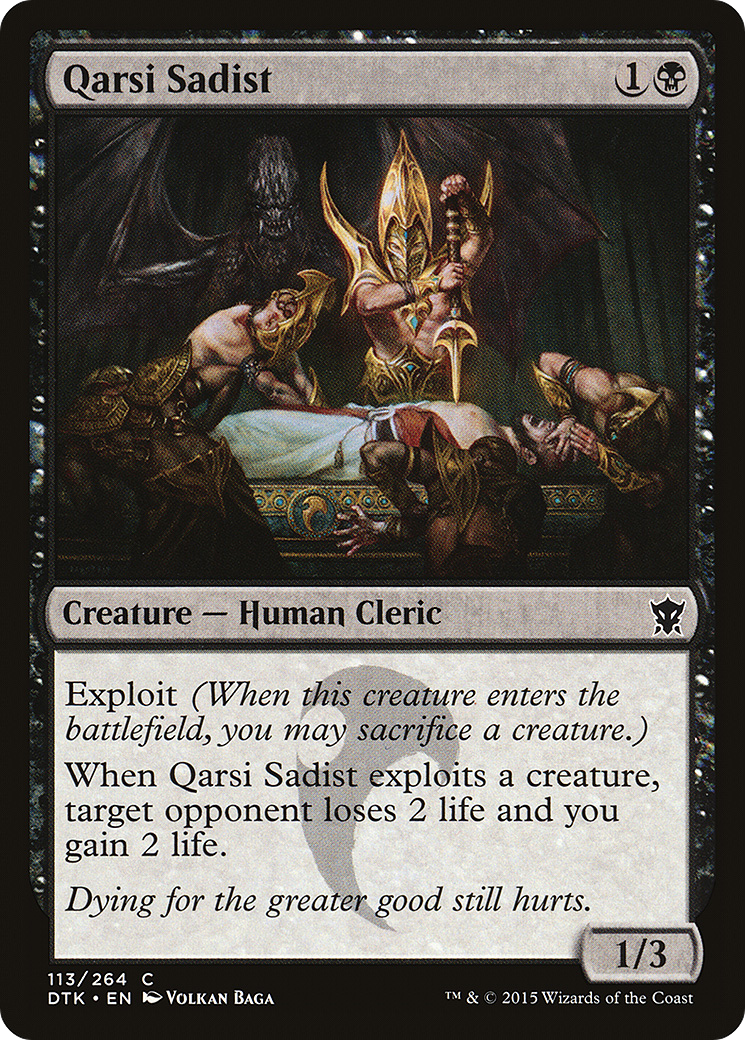 Qarsi Sadist 1
Creature — Human Cleric
Exploit (When this creature enters the
battlefield, you may sacrifice a creature.)
When Qarsi Sadist exploits a creature,
target opponent loses 2 life and you
gain 2 life.
Dying for the greater good still hurts.
1/3
113/264 C
DTK • EN Volkan Baga
™ & © 2015 Wizards of the Coast